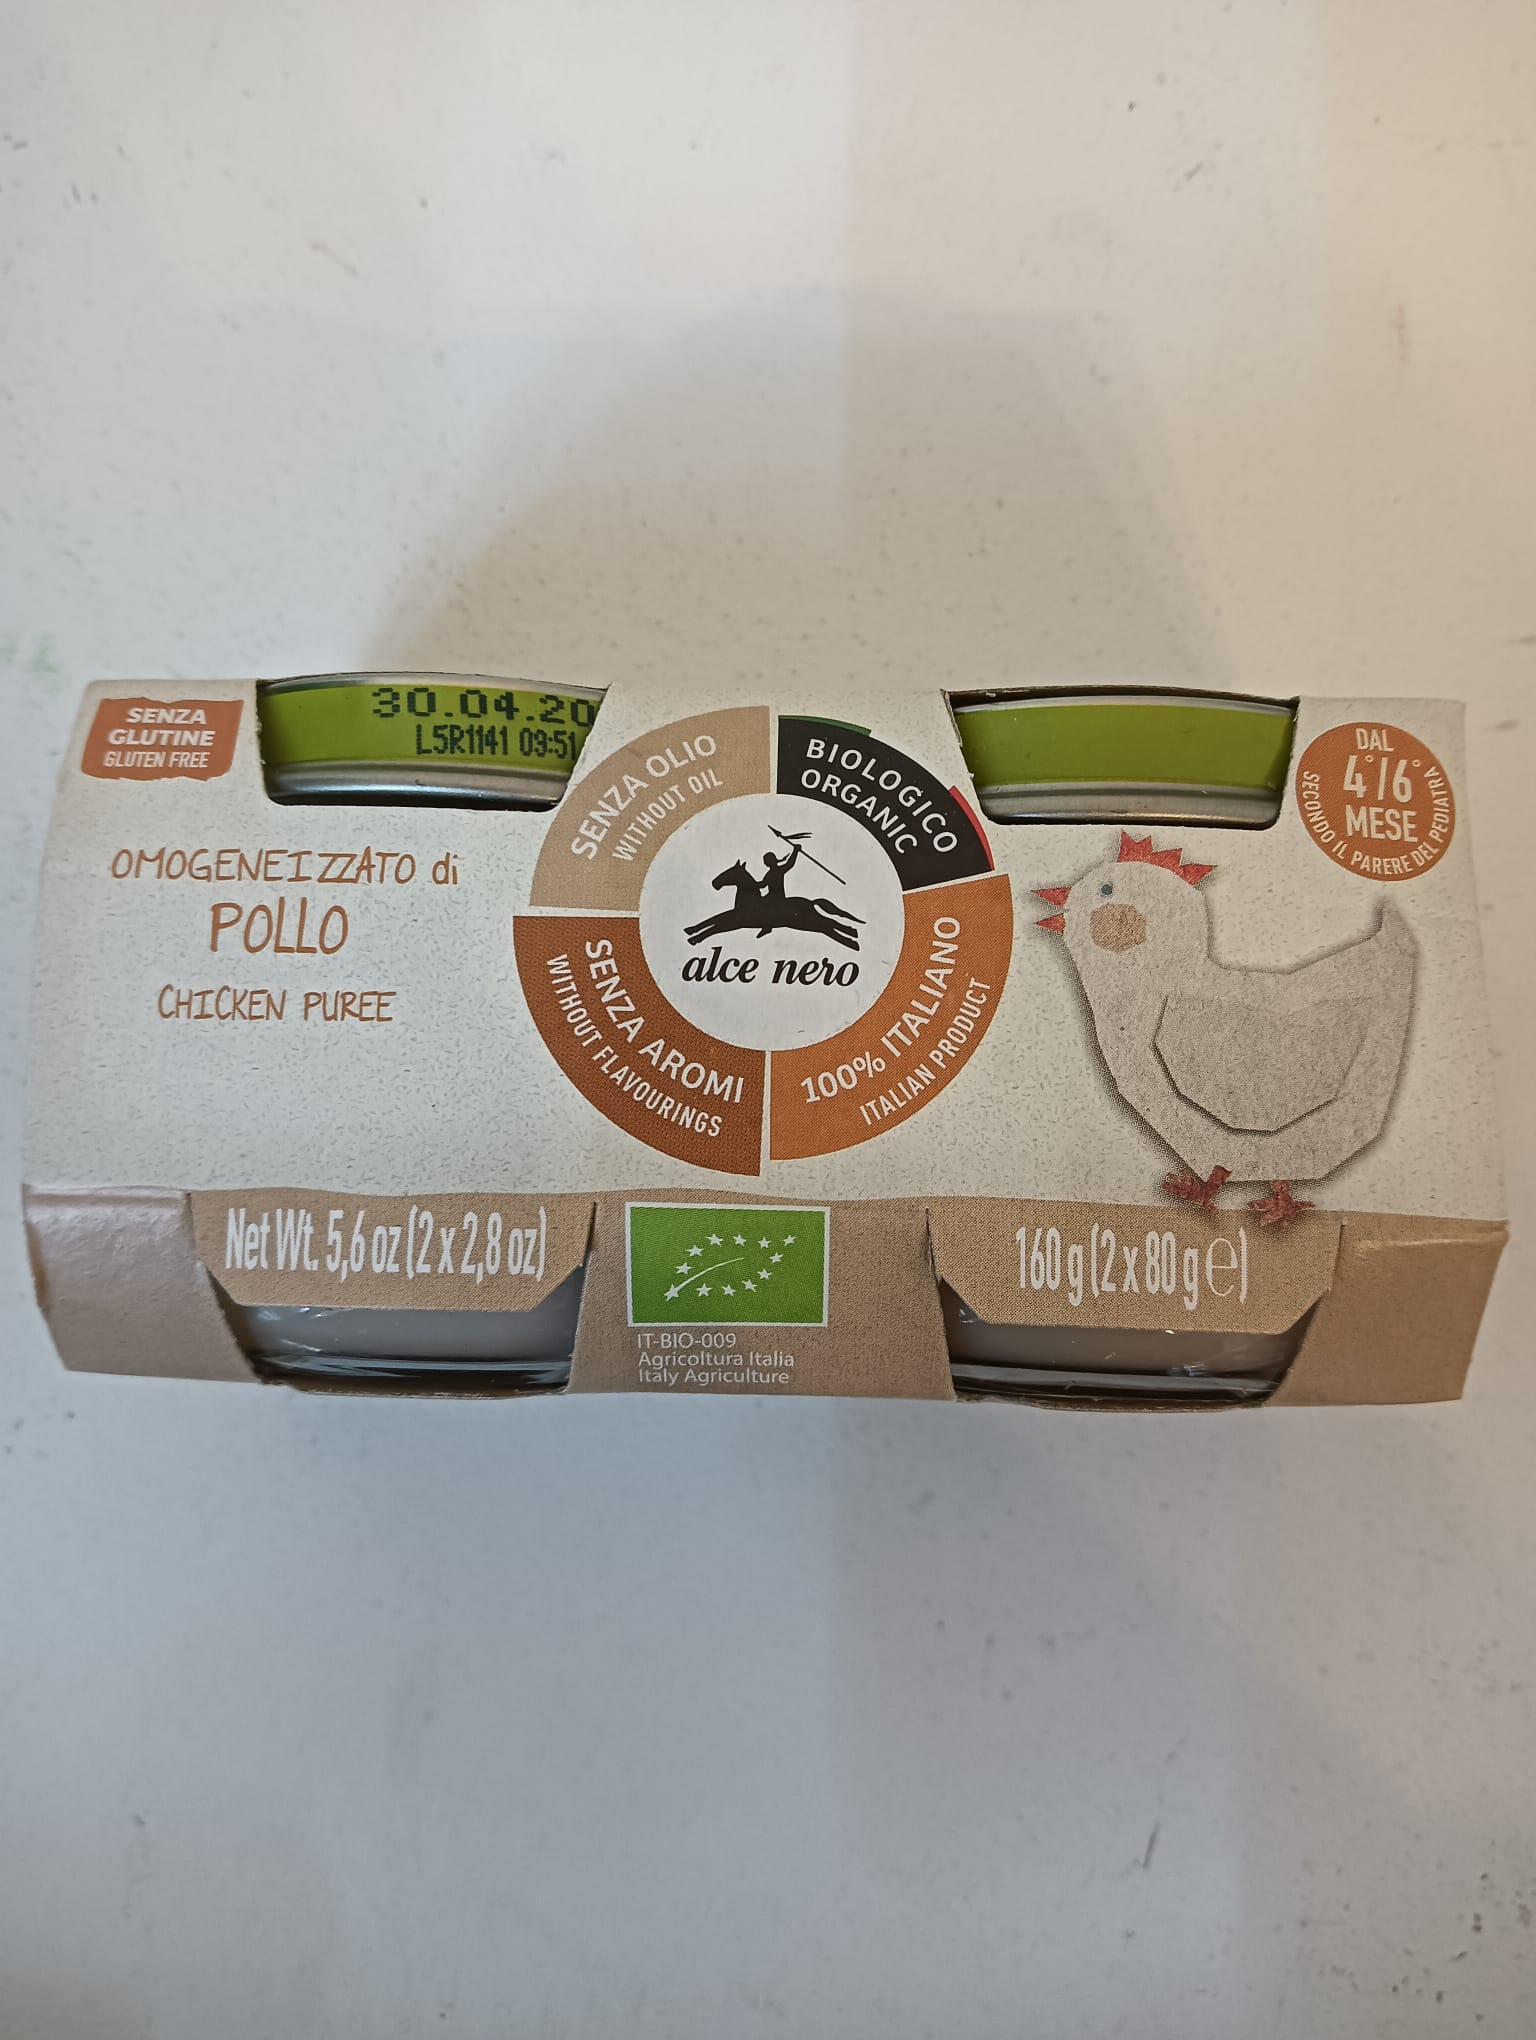 SENZA
GLUTINE
GLUTEN FREE
30.04.20
L5R1141 09:51
SENZA OLIO
WITHOUT OIL
BIOLOGICO
ORGANIC
DAL
4°/6°
MESE
SECONDO IL PARERE DEL PEDIATRA
OMOGENEIZZATO di
POLLO
CHICKEN PUREE
alce nero
SENZA AROMI
WITHOUT FLAVOURINGS
100% ITALIANO
ITALIAN PRODUCT
Net Wt. 5,6 oz (2 x 2,8 oz)
160 g (2 x 80 g ℮)
IT-BIO-009
Agricoltura Italia
Italy Agriculture